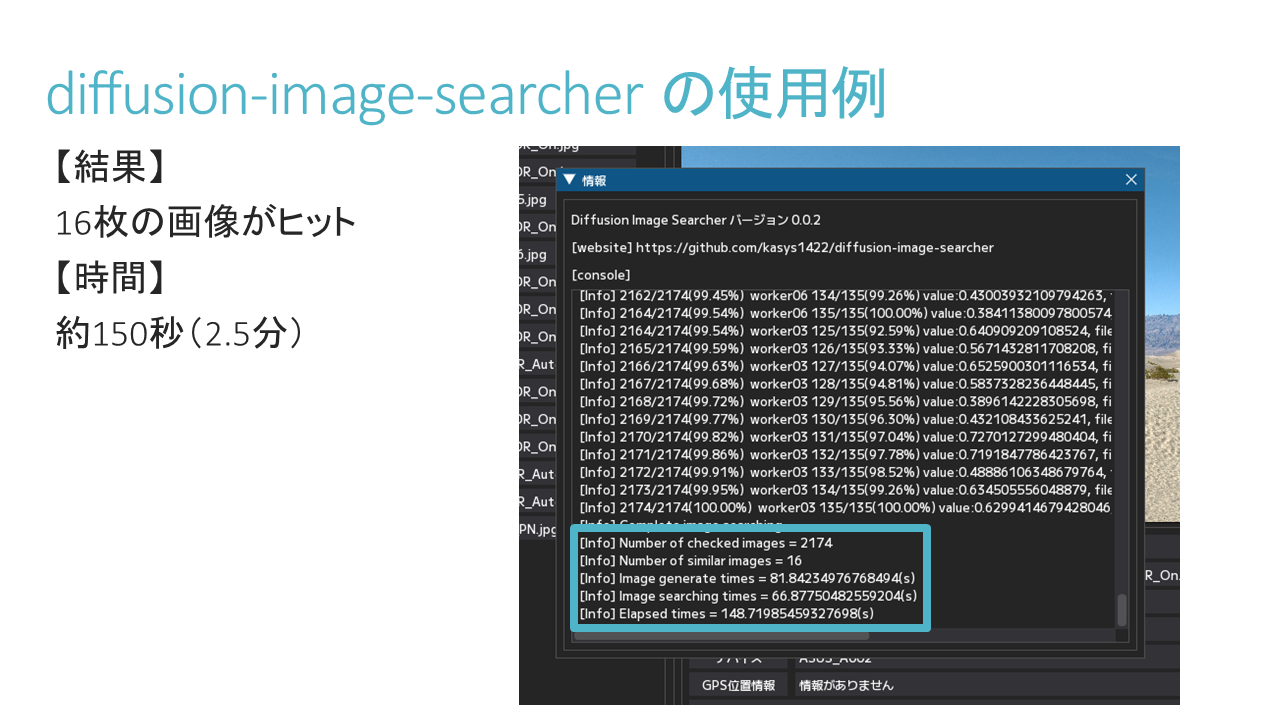 diffusion-image-searcher の使用例
【結果】
16枚の画像がヒット
【時間】
約150秒（2.5分）
DR_On.jpg
DR_On
5.jpg
DR_On
6.jpg
DR_On
DR_On
DR_On
R_Aut
DR_On
DR_On
DR_On
R_Aut
R_Aut
PN.jpg
▼ 情報
Diffusion Image Searcher バージョン 0.0.2
[website] https://github.com/kasys1422/diffusion-image-searcher
[console]
[Info] 2162/2174(99.45%) worker06 134/135(99.26%) value:0.43003932109794263,
[Info] 2164/2174(99.54%) worker06 135/135(100.00%) value:0.38411380097800574
[Info] 2164/2174(99.54%) worker03 125/135(92.59%) value:0.640909209108524, file
[Info] 2165/2174(99.59%) worker03 126/135(93.33%) value:0.5671432811708208, fi
[Info] 2166/2174(99.63%) worker03 127/135(94.07%) value:0.6525900301116534, fi
[Info] 2167/2174(99.68%) worker03 128/135(94.81%) value:0.5837328236448445, fi
[Info] 2168/2174(99.72%) worker03 129/135(95.56%) value:0.3896142228305698, fi
[Info] 2169/2174(99.77%) worker03 130/135(96.30%) value:0.432108433625241, file
[Info] 2170/2174(99.82%) worker03 131/135(97.04%) value:0.7270127299480404, fi
[Info] 2171/2174(99.86%) worker03 132/135(97.78%) value:0.7191847786423767, fi
[Info] 2172/2174(99.91%) worker03 133/135(98.52%) value:0.48886106348679764,
[Info] 2173/2174(99.95%) worker03 134/135(99.26%) value:0.634505556048879, file
[Info] 2174/2174(100.00%) worker03 135/135(100.00%) value:0.6299414679428046
[Info] Complete image searching
[Info] Number of checked images = 2174
[Info] Number of similar images = 16
[Info] Image generate times = 81.84234976768494(s)
[Info] Image searching times = 66.87750482559204(s)
[Info] Elapsed times = 148.71985459327698(s)
R_On.
デバイス ASUS_A002
GPS位置情報 情報がありません